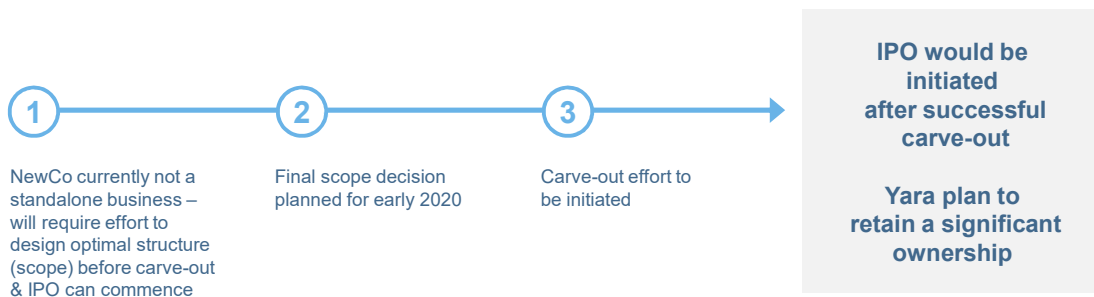 1
NewCo currently not a
standalone business –
will require effort to
design optimal structure
(scope) before carve-out
& IPO can commence
2
Final scope decision
planned for early 2020
3
Carve-out effort to
be initiated
IPO would be
initiated
after successful
carve-out
Yara plan to
retain a significant
ownership